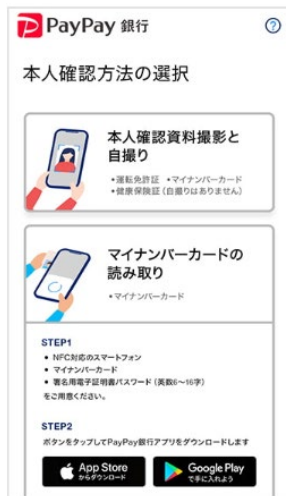 PayPay 銀行
?
本人確認方法の選択
本人確認資料撮影と
自撮り
•運転免許証 •マイナンバーカード
•健康保険証(自撮りはありません)
マイナンバーカードの
読み取り
•マイナンバーカード
STEP1
• NFC対応のスマートフォン
• マイナンバーカード
• 署名用電子証明書パスワード (英数6〜16字)
をご用意ください。
STEP2
ボタンをタップしてPayPay銀行アプリをダウンロードします
App Store
からダウンロード
Google Play
で手に入れよう